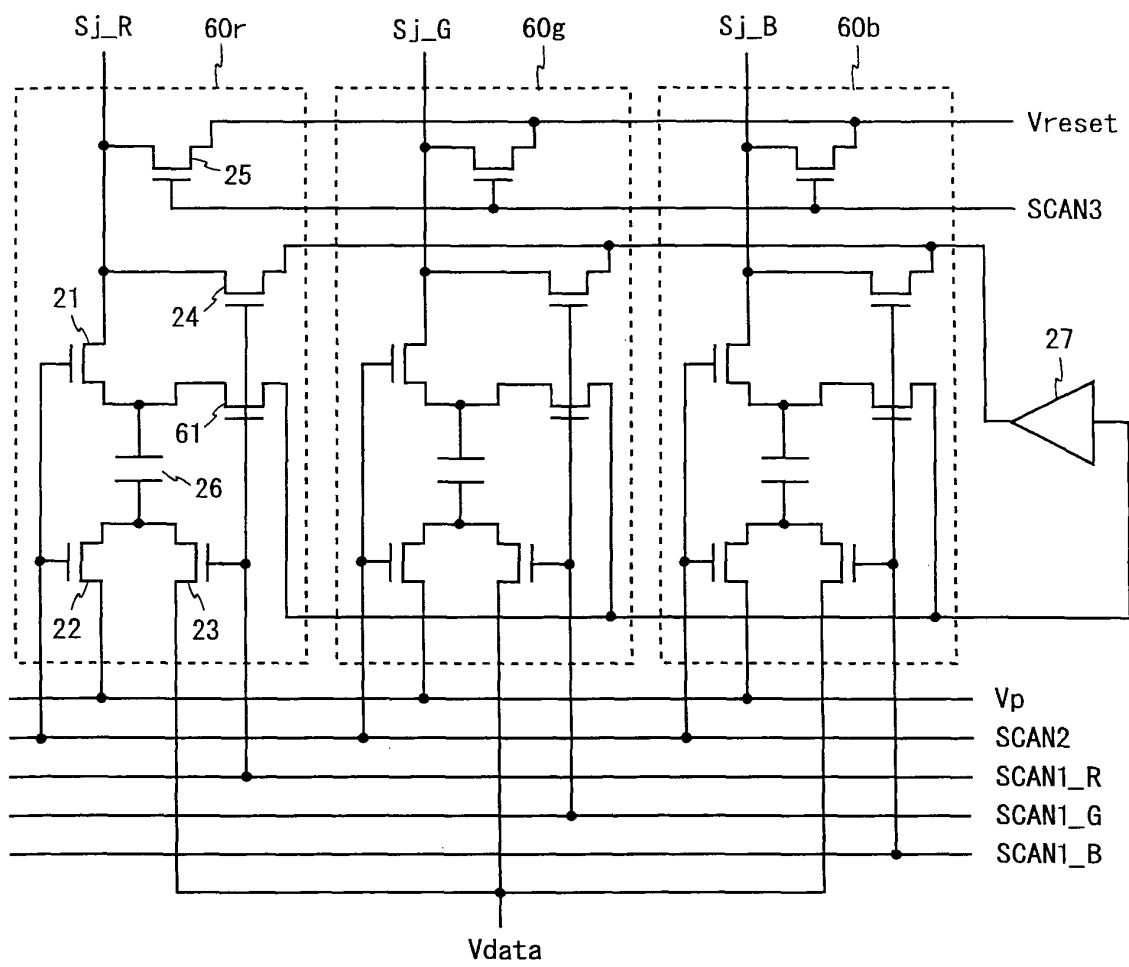 Sj_R
60r
Sj_G
60g
Sj_B
60b
Vreset
25
SCAN3
21
24
27
61
26
22
23
Vp
SCAN2
SCAN1_R
SCAN1_G
SCAN1_B
Vdata